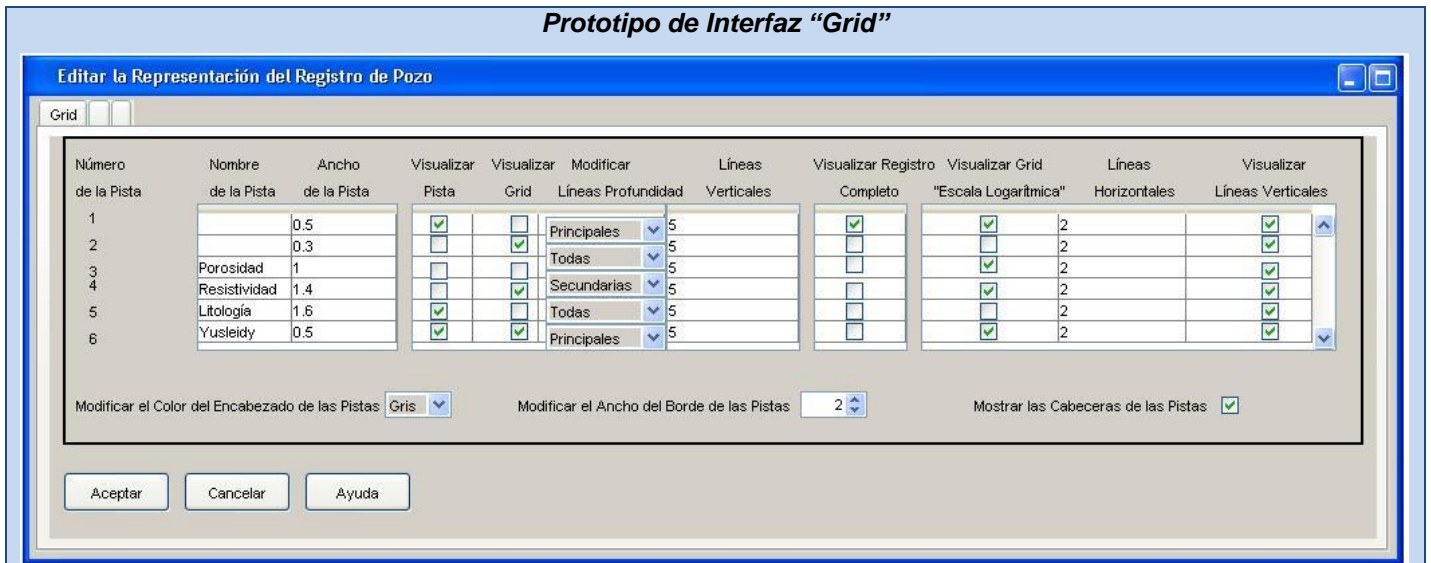 Prototipo de Interfaz “Grid”
Editar la Representación del Registro de Pozo
Grid
Número de la Pista
Nombre de la Pista
Ancho de la Pista
Visualizar Pista
Visualizar Grid
Modificar Líneas Profundidad
Líneas Verticales
Visualizar Registro Completo
Visualizar Grid "Escala Logarítmica"
Líneas Horizontales
Visualizar Líneas Verticales
1 0.5 Principales 5 2
2 0.3 Todas 5 2
3 Porosidad 1 5 2
4 Resistividad 1.4 Secundarias 5 2
5 Litología 1.6 Todas 5 2
6 Yusleidy 0.5 Principales 5 2
Modificar el Color del Encabezado de las Pistas Gris
Modificar el Ancho del Borde de las Pistas 2
Mostrar las Cabeceras de las Pistas
Aceptar
Cancelar
Ayuda